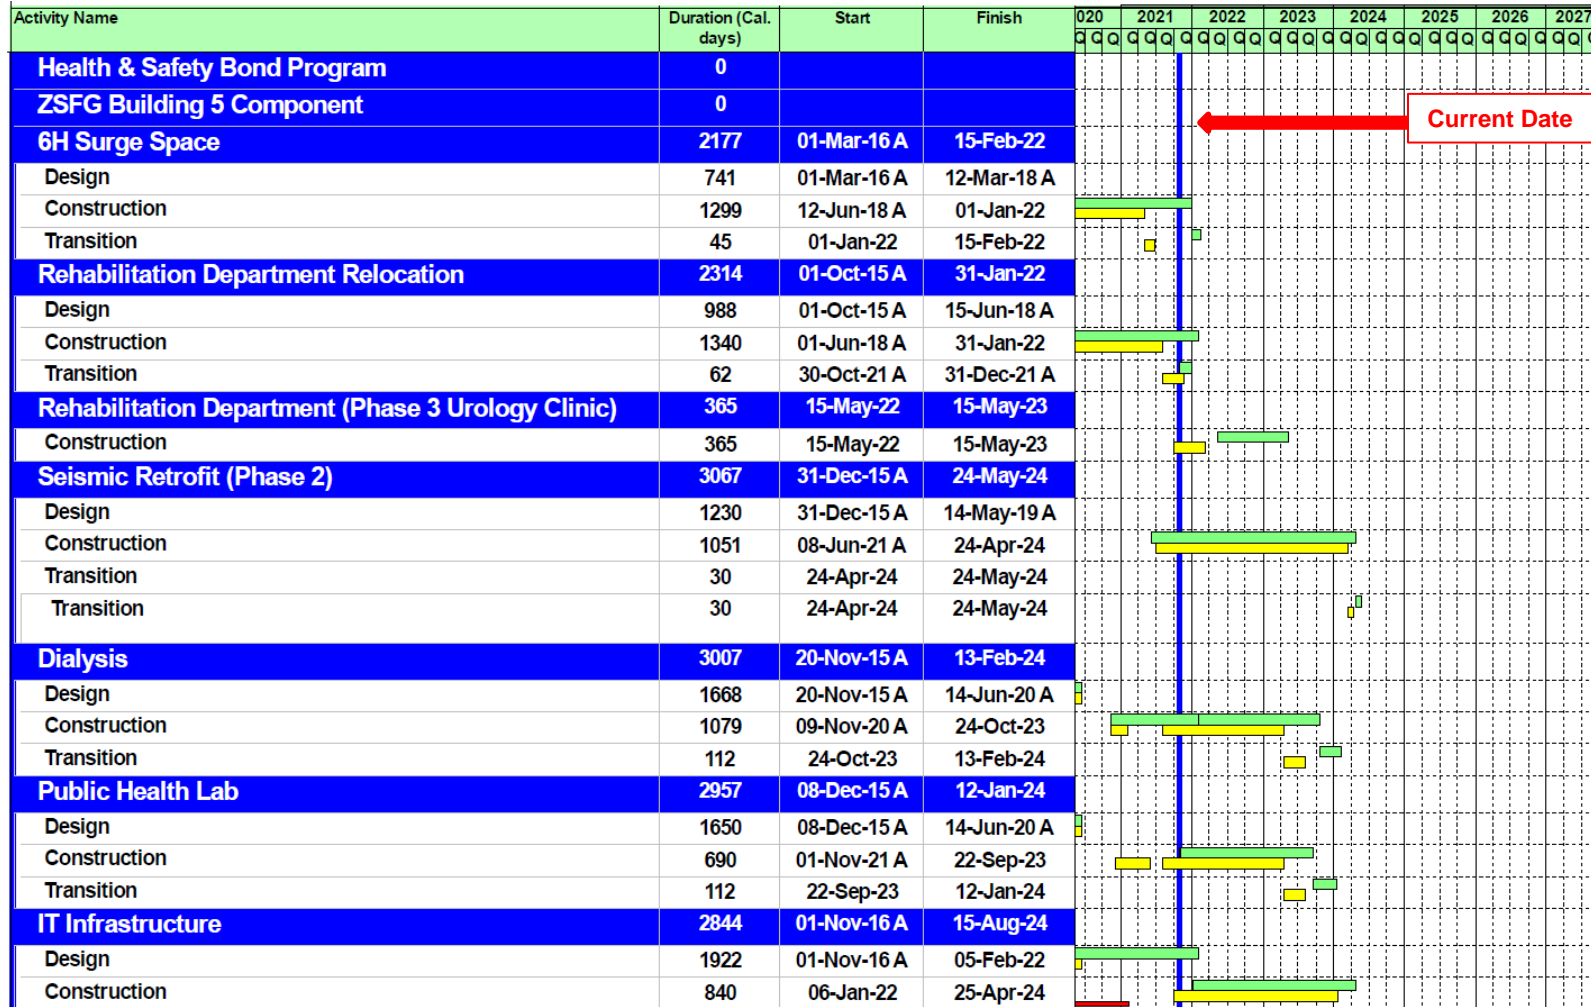 Activity Name Duration (Cal. days) Start Finish 020 2021 2022 2023 2024 2025 2026 2027
Q Q Q Q Q Q Q Q Q Q Q Q Q Q Q Q Q Q Q Q Q Q Q Q Q Q Q Q Q
Health & Safety Bond Program 0
ZSFG Building 5 Component 0
Current Date
6H Surge Space 2177 01-Mar-16 A 15-Feb-22
Design 741 01-Mar-16 A 12-Mar-18 A
Construction 1299 12-Jun-18 A 01-Jan-22
Transition 45 01-Jan-22 15-Feb-22
Rehabilitation Department Relocation 2314 01-Oct-15 A 31-Jan-22
Design 988 01-Oct-15 A 15-Jun-18 A
Construction 1340 01-Jun-18 A 31-Jan-22
Transition 62 30-Oct-21 A 31-Dec-21 A
Rehabilitation Department (Phase 3 Urology Clinic) 365 15-May-22 15-May-23
Construction 365 15-May-22 15-May-23
Seismic Retrofit (Phase 2) 3067 31-Dec-15 A 24-May-24
Design 1230 31-Dec-15 A 14-May-19 A
Construction 1051 08-Jun-21 A 24-Apr-24
Transition 30 24-Apr-24 24-May-24
Transition 30 24-Apr-24 24-May-24
Dialysis 3007 20-Nov-15 A 13-Feb-24
Design 1668 20-Nov-15 A 14-Jun-20 A
Construction 1079 09-Nov-20 A 24-Oct-23
Transition 112 24-Oct-23 13-Feb-24
Public Health Lab 2957 08-Dec-15 A 12-Jan-24
Design 1650 08-Dec-15 A 14-Jun-20 A
Construction 690 01-Nov-21 A 22-Sep-23
Transition 112 22-Sep-23 12-Jan-24
IT Infrastructure 2844 01-Nov-16 A 15-Aug-24
Design 1922 01-Nov-16 A 05-Feb-22
Construction 840 06-Jan-22 25-Apr-24